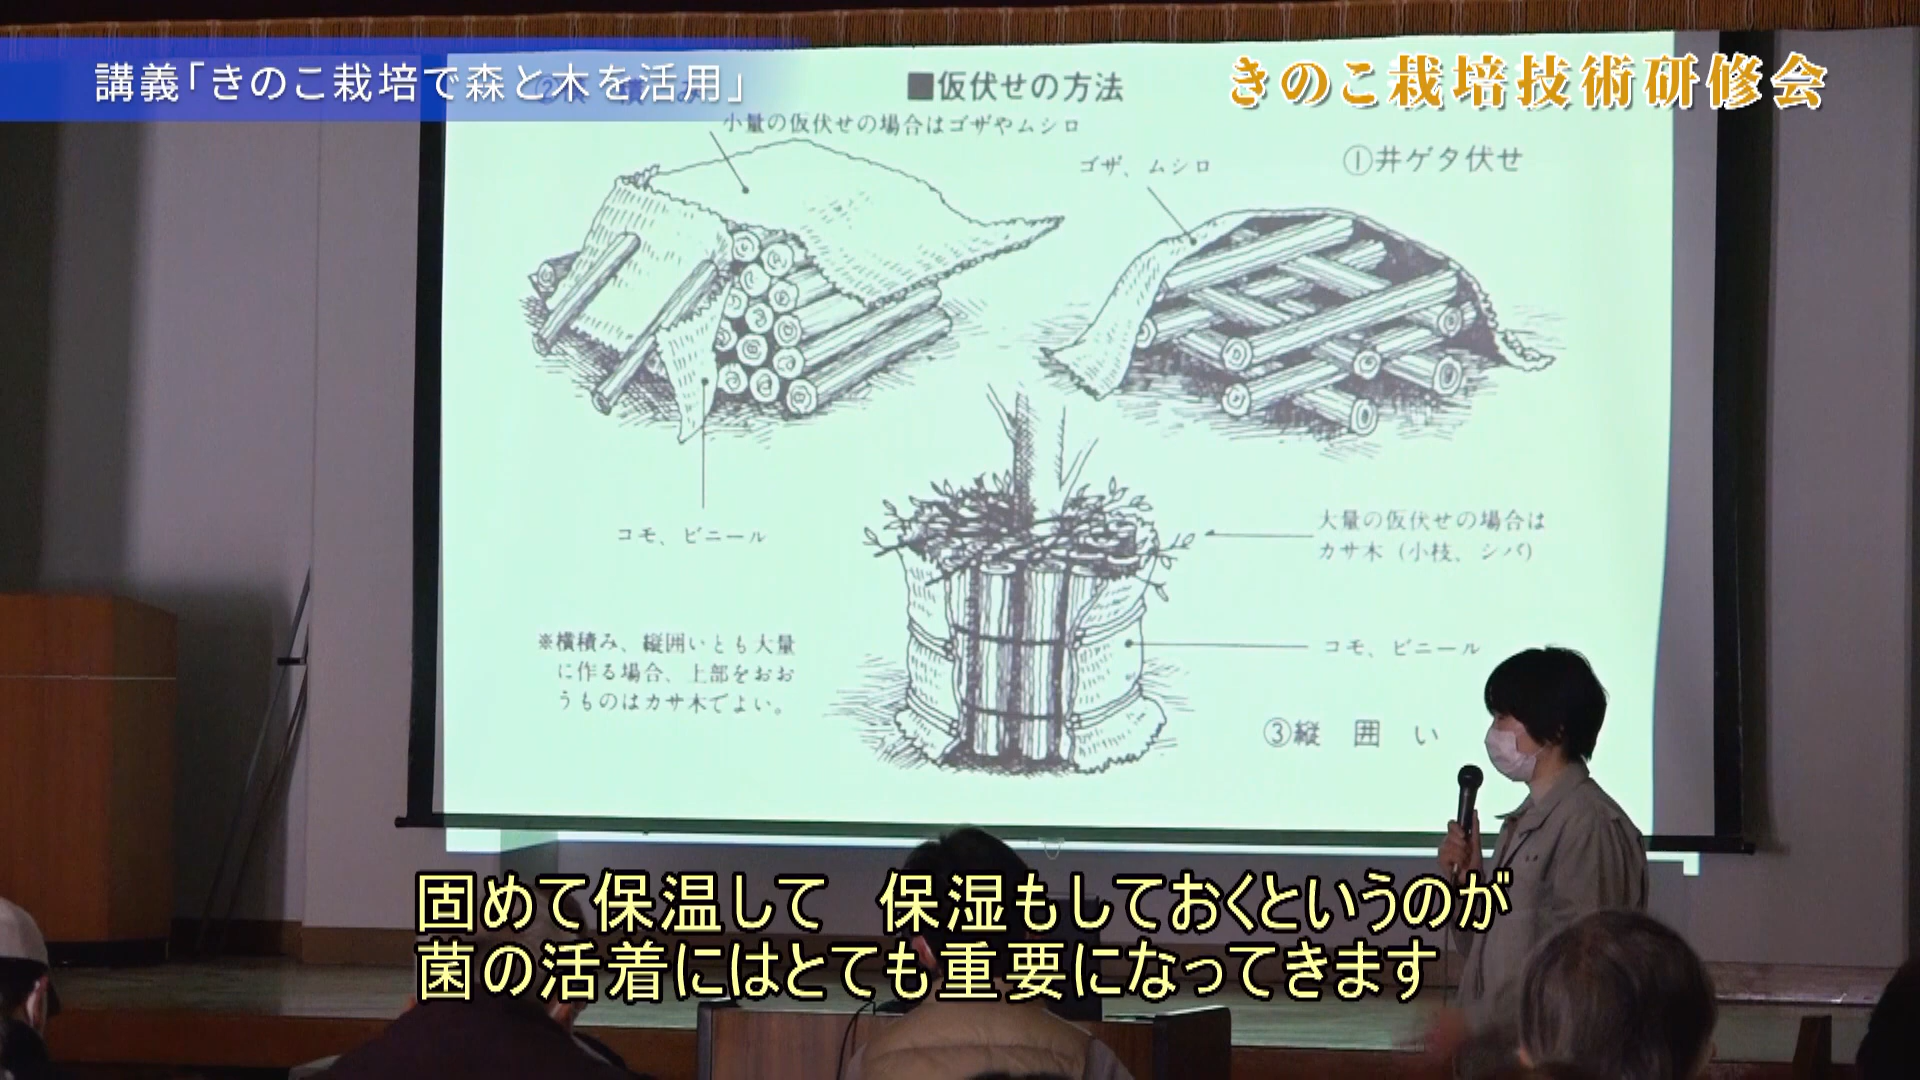 講義「きのこ栽培で森と木を活用」
きのこ栽培技術研修会
■仮伏せの方法
小量の仮伏せの場合はゴザやムシロ
ゴザ、ムシロ
①井ゲタ伏せ
コモ、ビニール
大量の仮伏せの場合は
カサ木（小枝、シバ）
※横積み、縦囲いとも大量
に作る場合、上部をおお
うものはカサ木でよい。
コモ、ビニール
③縦囲い
固めて保温して　保湿もしておくというのが
菌の活着にはとても重要になってきます